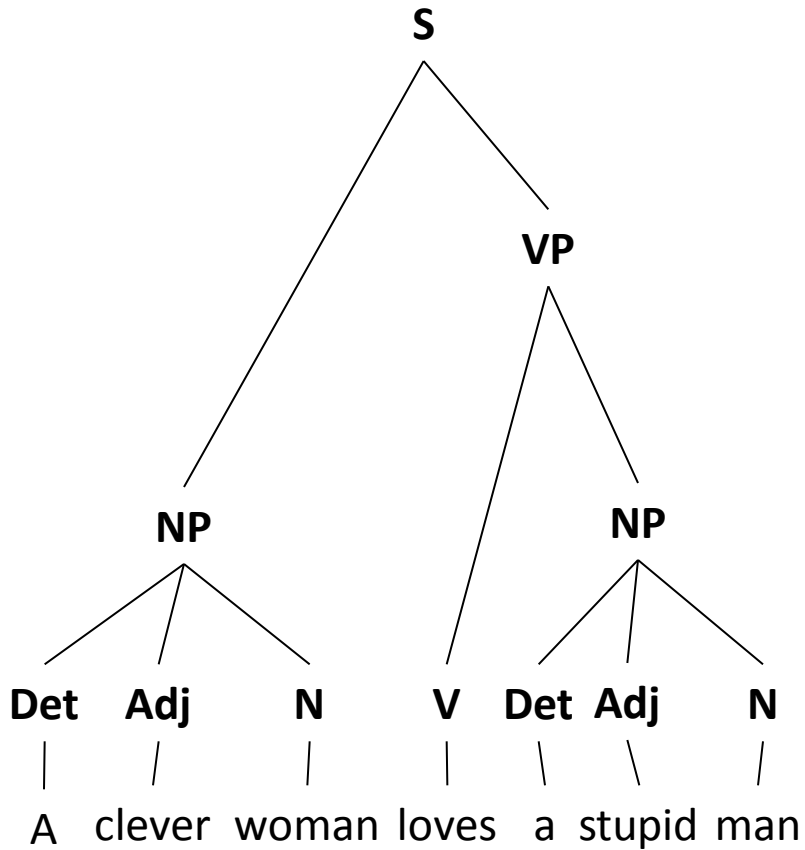 S
VP
NP NP
Det Adj N V Det Adj N
A clever woman loves a stupid man